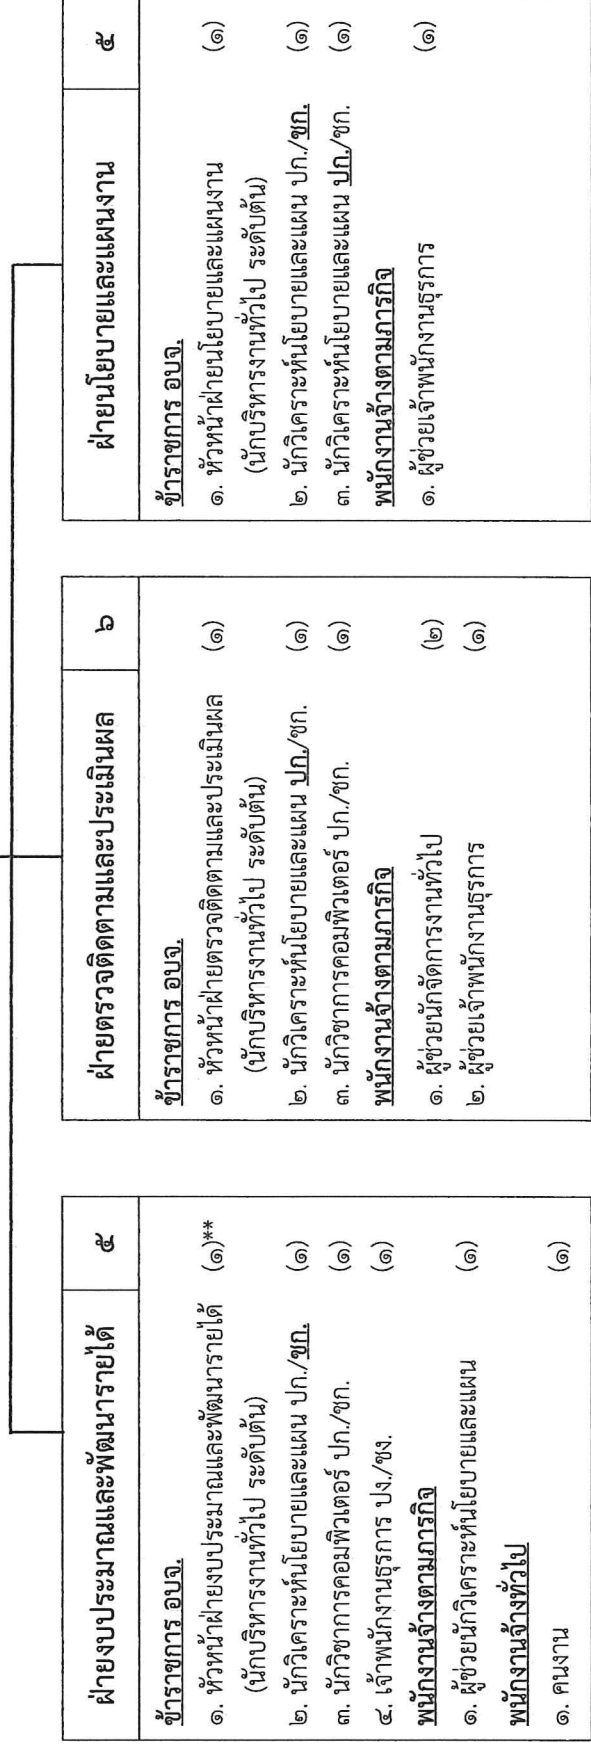 ฝ่ายงบประมาณและพัฒนารายได้ ๕
ข้าราชการ อบจ.
๑. หัวหน้าฝ่ายงบประมาณและพัฒนารายได้ (๑)**
(นักบริหารงานทั่วไป ระดับต้น)
๒. นักวิเคราะห์นโยบายและแผน ปก./ชก. (๑)
๓. นักวิชาการคอมพิวเตอร์ ปก./ชก. (๑)
๔. เจ้าพนักงานธุรการ ปง./ชง. (๑)
พนักงานจ้างตามภารกิจ
๑. ผู้ช่วยนักวิเคราะห์นโยบายและแผน (๑)
พนักงานจ้างทั่วไป
๑. คนงาน (๑)
ฝ่ายตรวจติดตามและประเมินผล ๖
ข้าราชการ อบจ.
๑. หัวหน้าฝ่ายตรวจติดตามและประเมินผล (๑)
(นักบริหารงานทั่วไป ระดับต้น)
๒. นักวิเคราะห์นโยบายและแผน ปก./ชก. (๑)
๓. นักวิชาการคอมพิวเตอร์ ปก./ชก. (๑)
พนักงานจ้างตามภารกิจ
๑. ผู้ช่วยนักจัดการงานทั่วไป (๒)
๒. ผู้ช่วยเจ้าพนักงานธุรการ (๑)
ฝ่ายนโยบายและแผนงาน ๕
ข้าราชการ อบจ.
๑. หัวหน้าฝ่ายนโยบายและแผนงาน (๑)
(นักบริหารงานทั่วไป ระดับต้น)
๒. นักวิเคราะห์นโยบายและแผน ปก./ชก. (๑)
๓. นักวิเคราะห์นโยบายและแผน ปก./ชก. (๑)
พนักงานจ้างตามภารกิจ
๑. ผู้ช่วยเจ้าพนักงานธุรการ (๑)